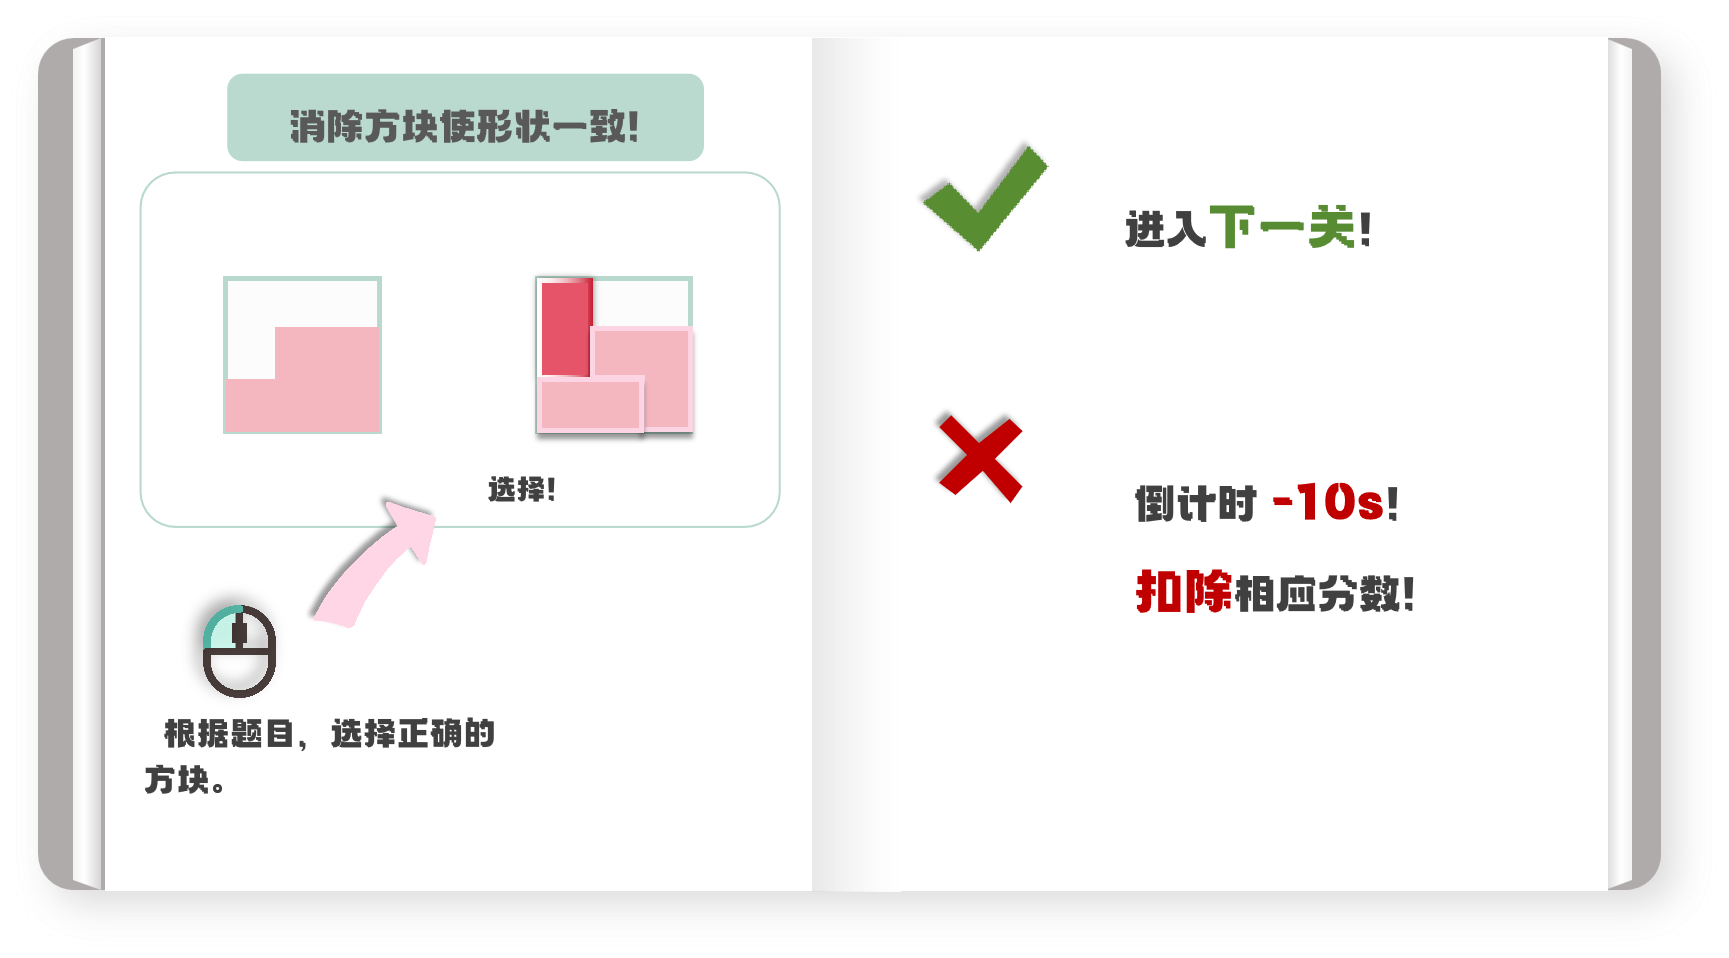 消除方块使形状一致!
选择!
根据题目，选择正确的
方块。
进入下一关!
倒计时 -10s!
扣除相应分数!